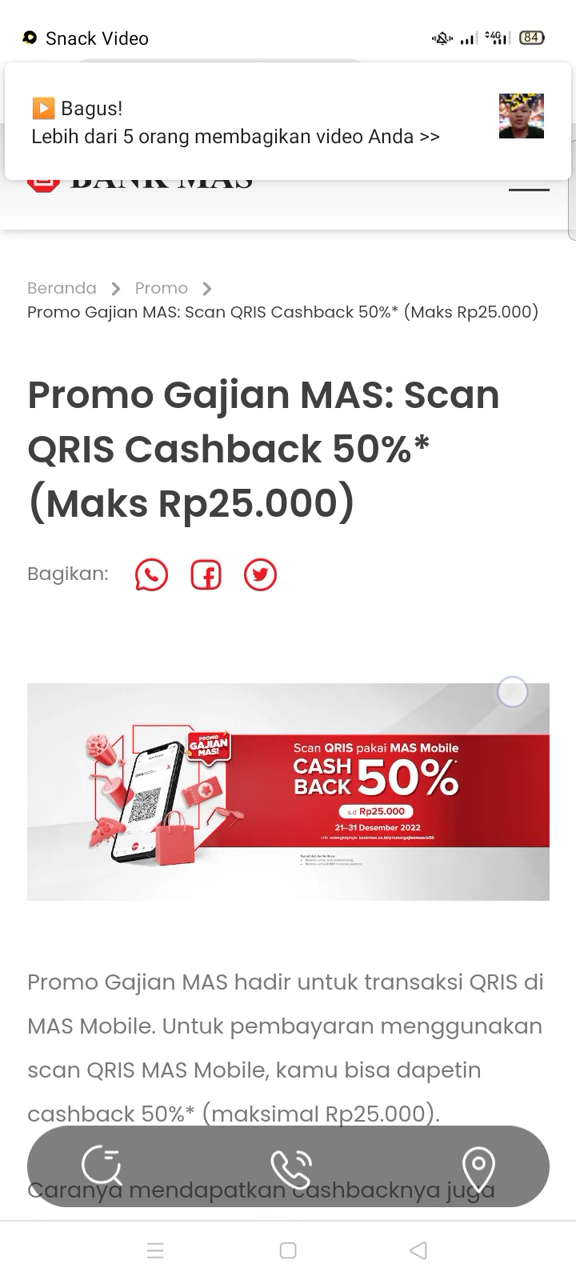 Snack Video
4G
84
Bagus!
Lebih dari 5 orang membagikan video Anda >>
BANK MAS
Beranda > Promo >
Promo Gajian MAS: Scan QRIS Cashback 50%* (Maks Rp25.000)
Promo Gajian MAS: Scan
QRIS Cashback 50%*
(Maks Rp25.000)
Bagikan:
PROMO
GAJIAN
MAS!
Scan QRIS pakai MAS Mobile
CASH
BACK 50%*
s.d Rp25.000
21-31 Desember 2022
Promo Gajian MAS hadir untuk transaksi QRIS di
MAS Mobile. Untuk pembayaran menggunakan
scan QRIS MAS Mobile, kamu bisa dapetin
cashback 50%* (maksimal Rp25.000).
Caranya mendapatkan cashbacknya juga